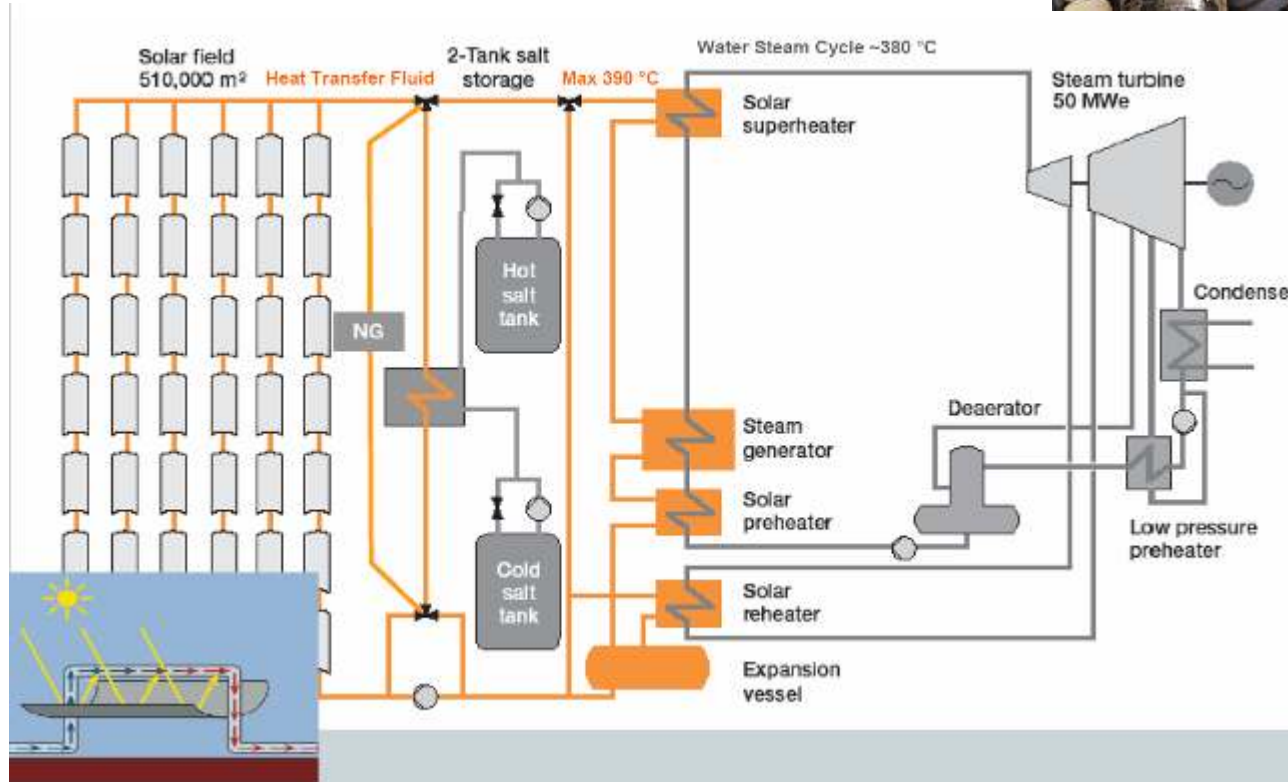 Solar field
510,000 m²
Heat Transfer Fluid
2-Tank salt
storage
Max 390 °C
Water Steam Cycle ~380 °C
Steam turbine
50 MWe
Solar
superheater
Hot
salt
tank
NG
Condense
Steam
generator
Deaerator
Solar
preheater
Low pressure
preheater
Cold
salt
tank
Solar
reheater
Expansion
vessel